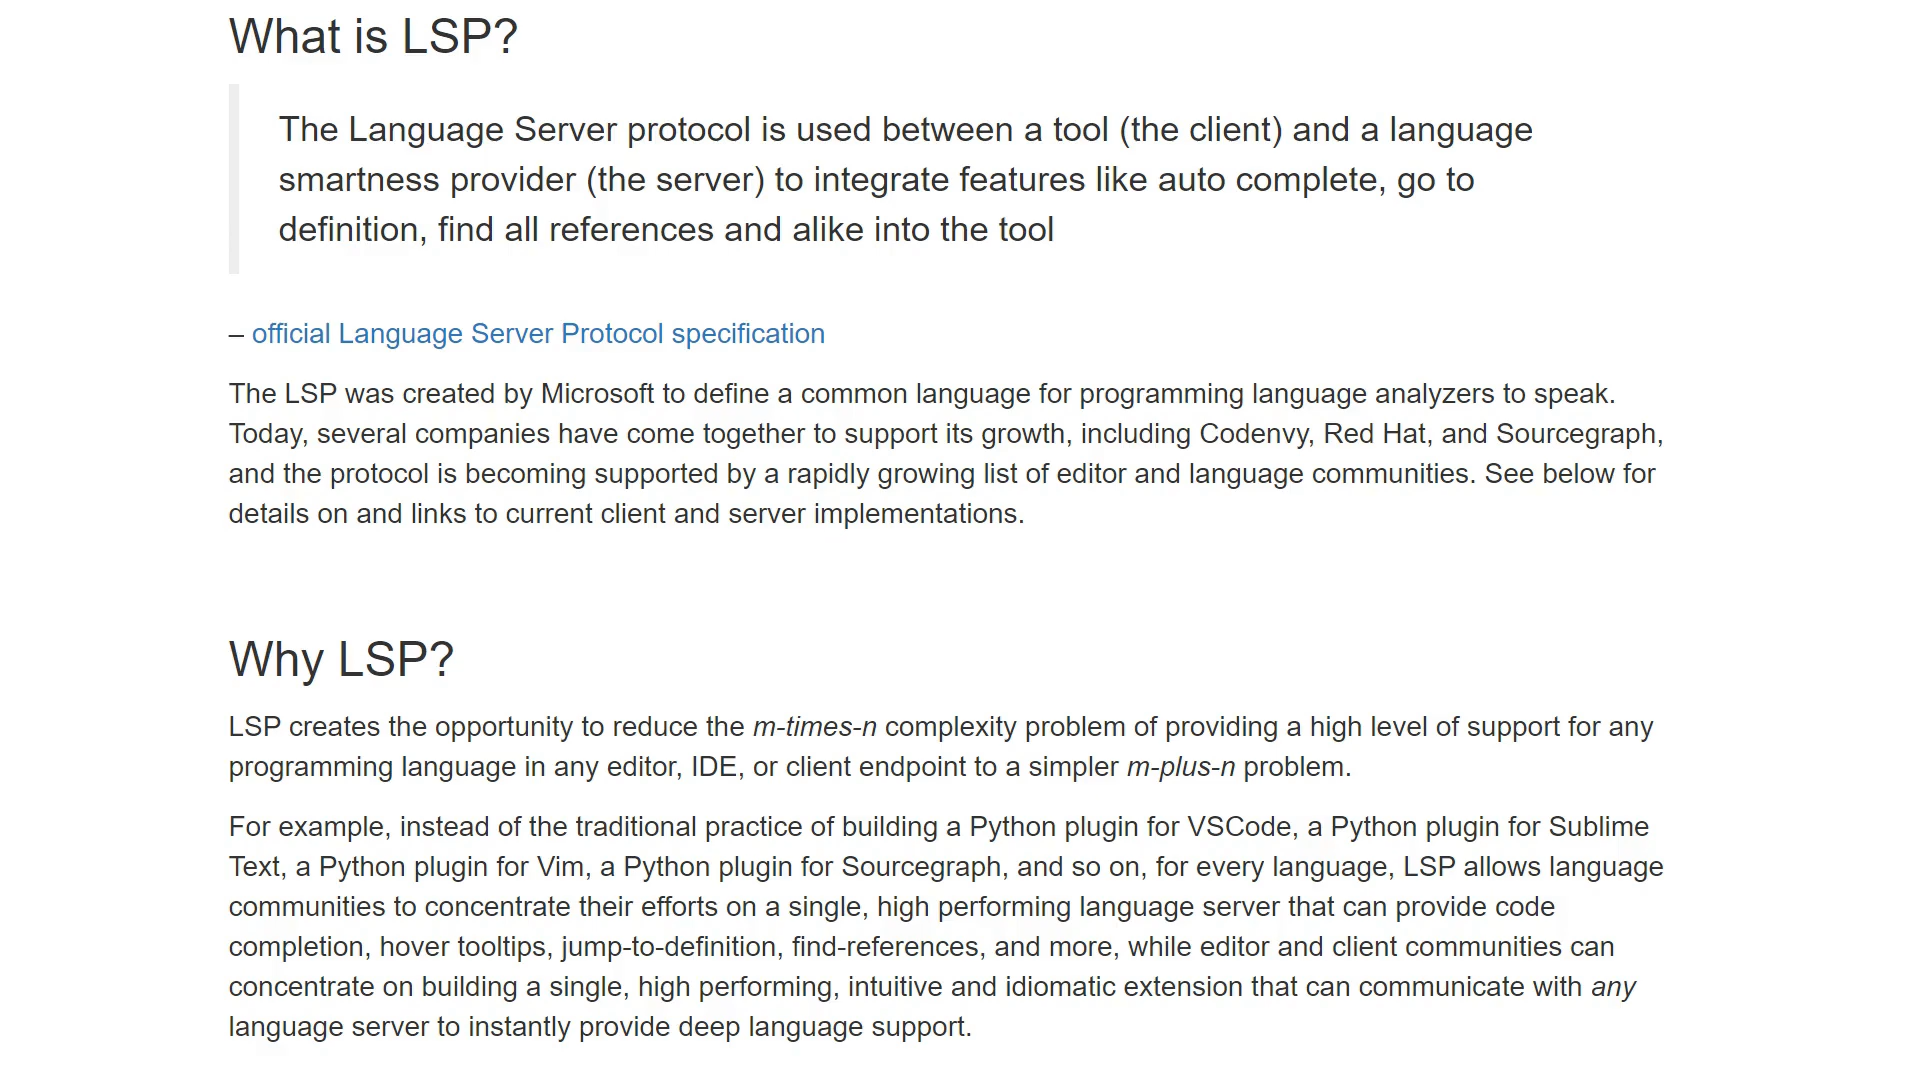 What is LSP?
The Language Server protocol is used between a tool (the client) and a language
smartness provider (the server) to integrate features like auto complete, go to
definition, find all references and alike into the tool
– official Language Server Protocol specification
The LSP was created by Microsoft to define a common language for programming language analyzers to speak.
Today, several companies have come together to support its growth, including Codenvy, Red Hat, and Sourcegraph,
and the protocol is becoming supported by a rapidly growing list of editor and language communities. See below for
details on and links to current client and server implementations.
Why LSP?
LSP creates the opportunity to reduce the m-times-n complexity problem of providing a high level of support for any
programming language in any editor, IDE, or client endpoint to a simpler m-plus-n problem.
For example, instead of the traditional practice of building a Python plugin for VSCode, a Python plugin for Sublime
Text, a Python plugin for Vim, a Python plugin for Sourcegraph, and so on, for every language, LSP allows language
communities to concentrate their efforts on a single, high performing language server that can provide code
completion, hover tooltips, jump-to-definition, find-references, and more, while editor and client communities can
concentrate on building a single, high performing, intuitive and idiomatic extension that can communicate with any
language server to instantly provide deep language support.